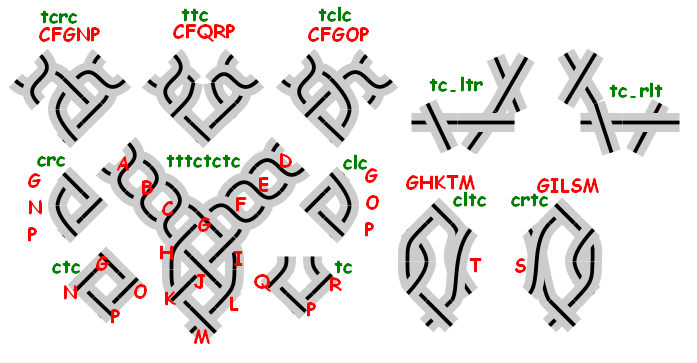 tcrc
CFGNP
ttc
CFQRP
tclc
CFGOP
tc_ltr
tc_rlt
crc
G
N
P
tttctctc
A
B
C
D
E
F
G
H
I
J
K
L
M
clc
G
O
P
GHKTM
cltc
T
crtc
GILSM
S
ctc
G
N
O
P
tc
Q
R
P